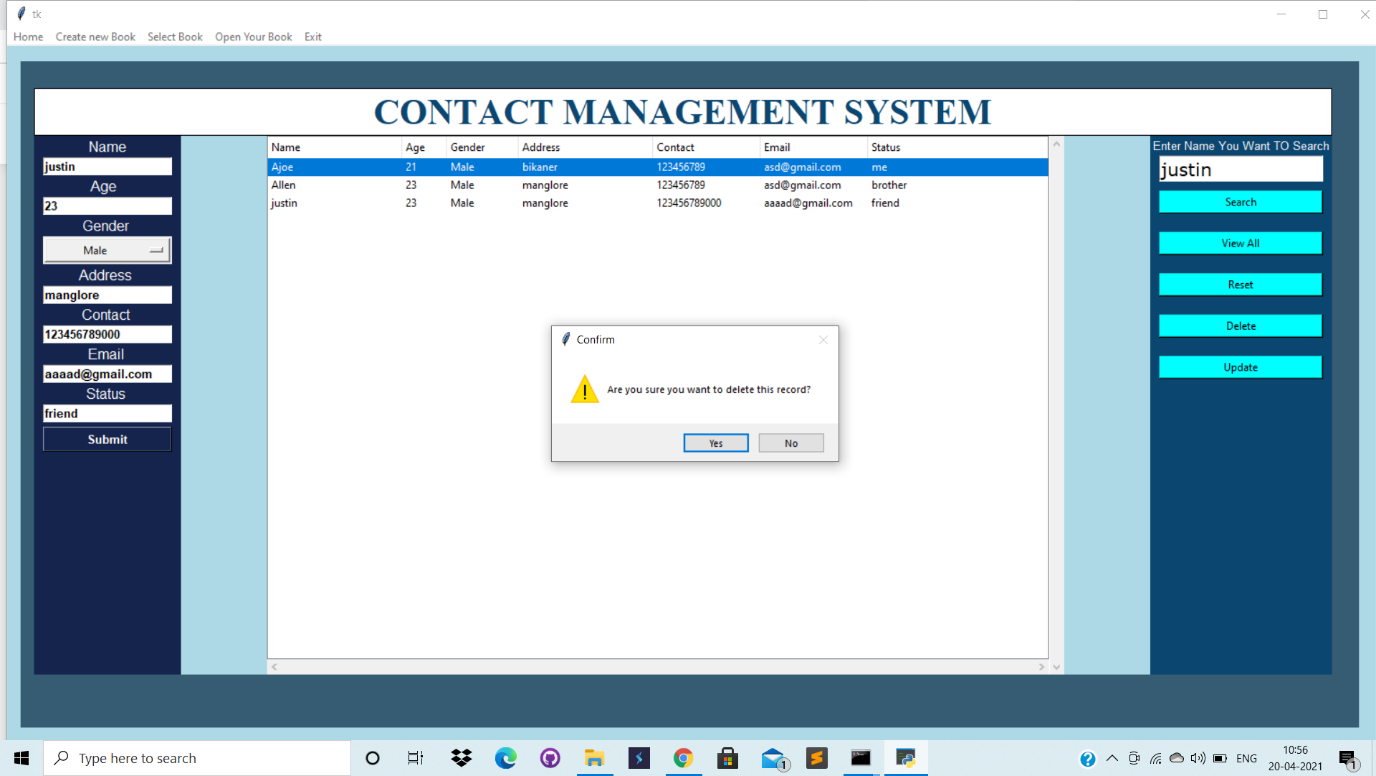 tk
Home Create new Book Select Book Open Your Book Exit
CONTACT MANAGEMENT SYSTEM
Name
justin
Age
23
Gender
Male
Address
manglore
Contact
123456789000
Email
aaaad@gmail.com
Status
friend
Submit
Name Age Gender Address Contact Email Status
Ajoe 21 Male bikaner 123456789 asd@gmail.com me
Allen 23 Male manglore 123456789 asd@gmail.com brother
justin 23 Male manglore 123456789000 aaaad@gmail.com friend
Confirm
Are you sure you want to delete this record?
Yes No
Enter Name You Want TO Search
justin
Search
View All
Reset
Delete
Update
Type here to search
1
ENG
10:56
20-04-2021
1